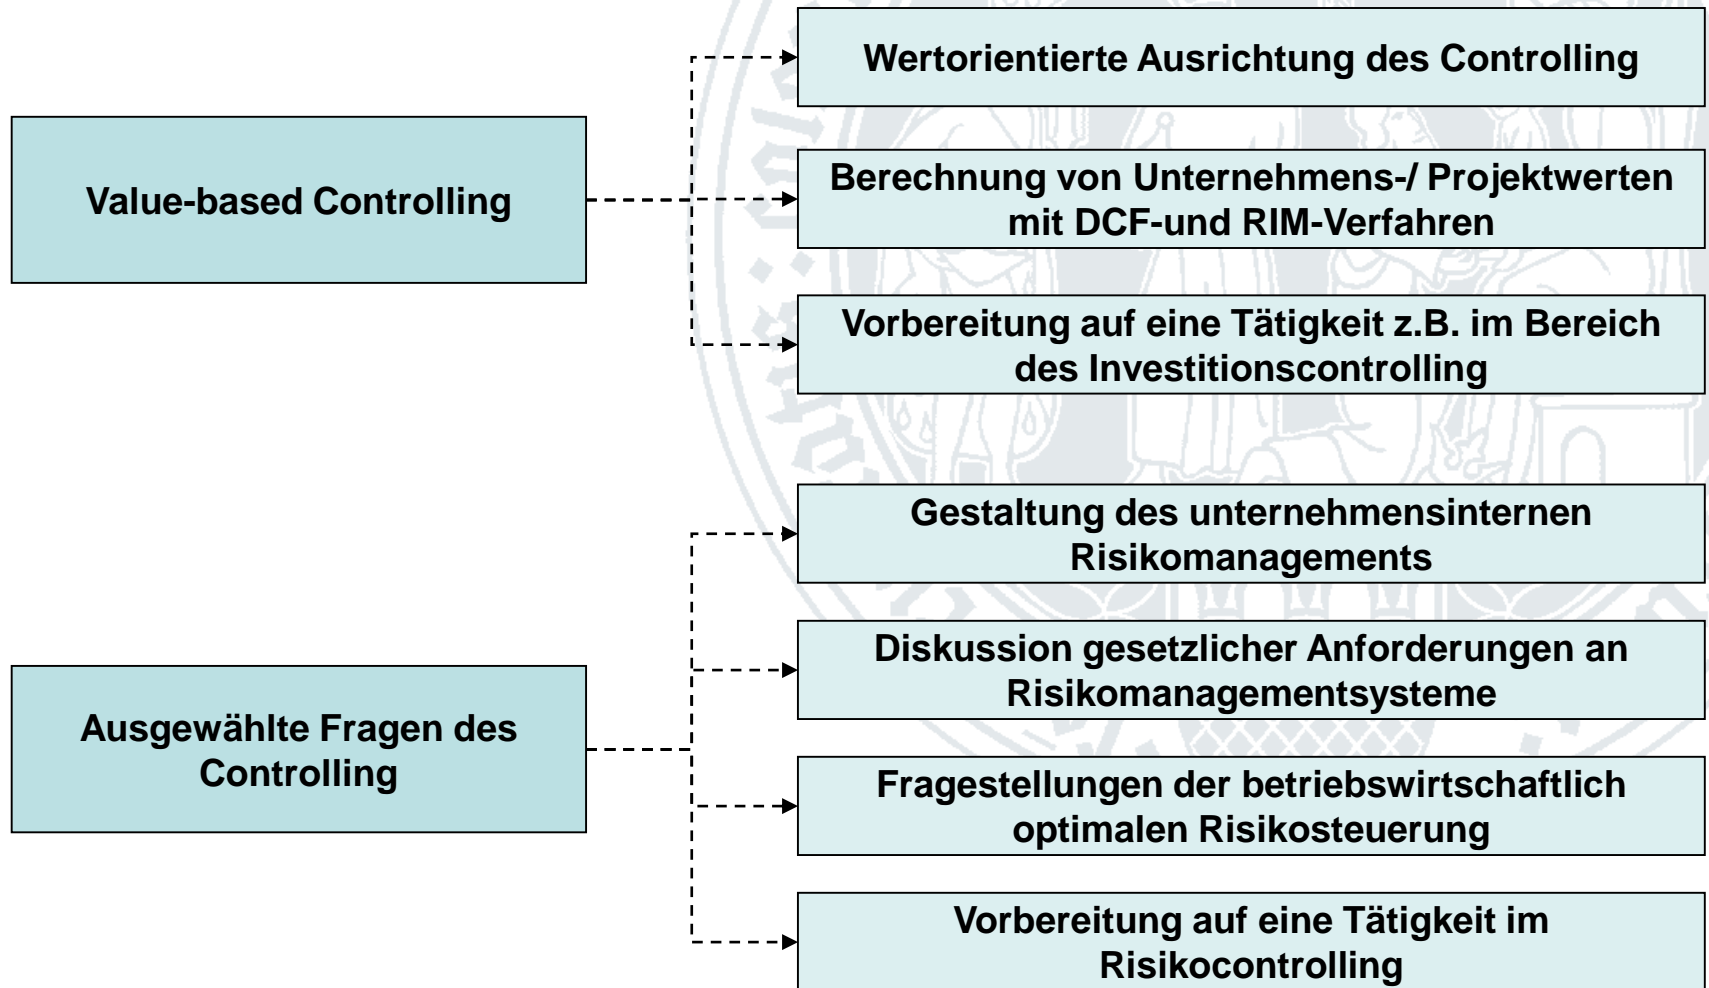 Wertorientierte Ausrichtung des Controlling
Value-based Controlling
Berechnung von Unternehmens-/ Projektwerten
mit DCF-und RIM-Verfahren
Vorbereitung auf eine Tätigkeit z.B. im Bereich
des Investitionscontrolling
Gestaltung des unternehmensinternen
Risikomanagements
Diskussion gesetzlicher Anforderungen an
Risikomanagementsysteme
Ausgewählte Fragen des
Controlling
Fragestellungen der betriebswirtschaftlich
optimalen Risikosteuerung
Vorbereitung auf eine Tätigkeit im
Risikocontrolling